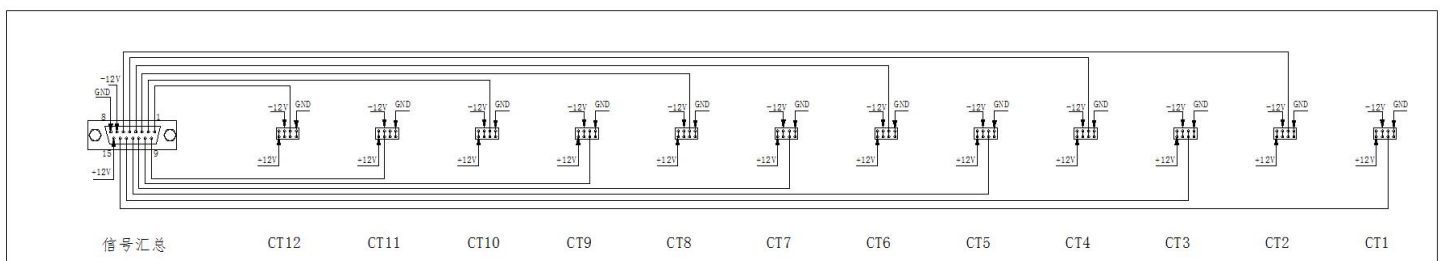 -12V
GND
8 1
15 9
+12V
-12V GND
+12V
-12V GND
+12V
-12V GND
+12V
-12V GND
+12V
-12V GND
+12V
-12V GND
+12V
-12V GND
+12V
-12V GND
+12V
-12V GND
+12V
-12V GND
+12V
-12V GND
+12V
-12V GND
+12V
信号汇总 CT12 CT11 CT10 CT9 CT8 CT7 CT6 CT5 CT4 CT3 CT2 CT1